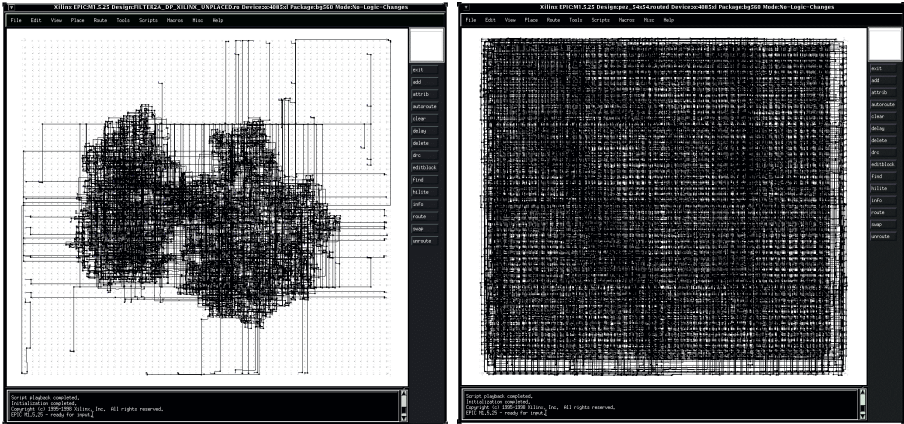 Xilinx EPIC:M1.5.25 Design:FILTER2A_DP_XILINX_UNPLACED.ro Device:xc4085xl Package:bg560 Mode:No-Logic-Changes
File Edit View Place Route Tools Scripts Macros Misc Help
exit
add
attrib
autoroute
clear
delay
delete
drc
editblock
find
hilite
info
route
swap
unroute
Script playback completed.
Initialization completed.
Copyright (c) 1995-1998 Xilinx, Inc. All rights reserved.
EPIC M1.5.25 - ready for input.
Xilinx EPIC:M1.5.25 Design:pez_54x54.routed Device:xc4085xl Package:bg560 Mode:No-Logic-Changes
File Edit View Place Route Tools Scripts Macros Misc Help
exit
add
attrib
autoroute
clear
delay
delete
drc
editblock
find
hilite
info
route
swap
unroute
Script playback completed.
Initialization completed.
Copyright (c) 1995-1998 Xilinx, Inc. All rights reserved.
EPIC M1.5.25 - ready for input.